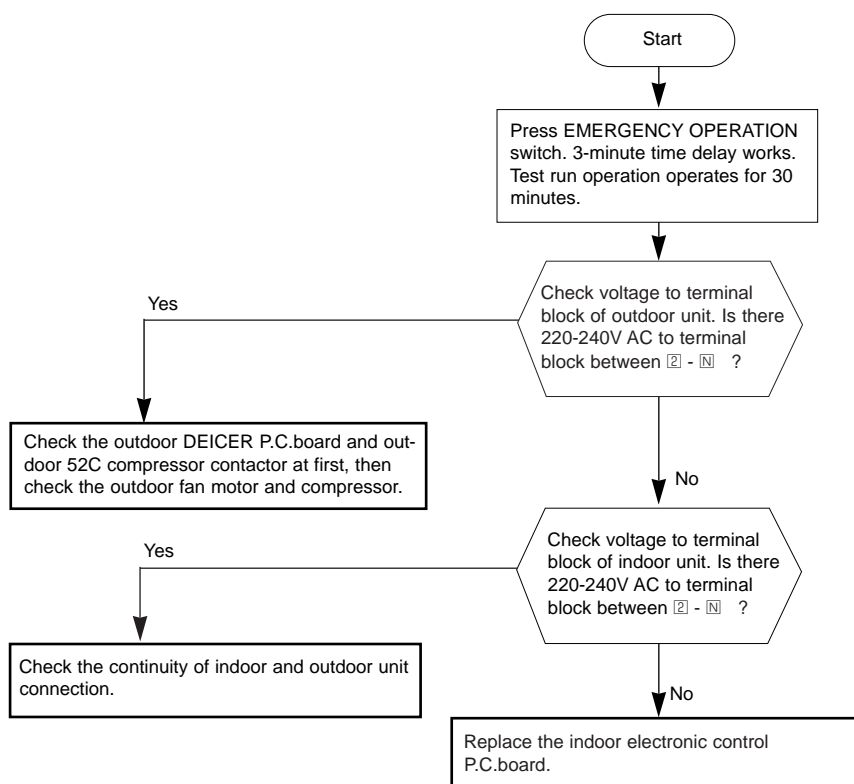 Start
Press EMERGENCY OPERATION
switch. 3-minute time delay works.
Test run operation operates for 30
minutes.
Check voltage to terminal
block of outdoor unit. Is there
220-240V AC to terminal
block between 2 - N ?
Yes
Check the outdoor DEICER P.C.board and out-
door 52C compressor contactor at first, then
check the outdoor fan motor and compressor.
No
Check voltage to terminal
block of indoor unit. Is there
220-240V AC to terminal
block between 2 - N ?
Yes
Check the continuity of indoor and outdoor unit
connection.
No
Replace the indoor electronic control
P.C.board.